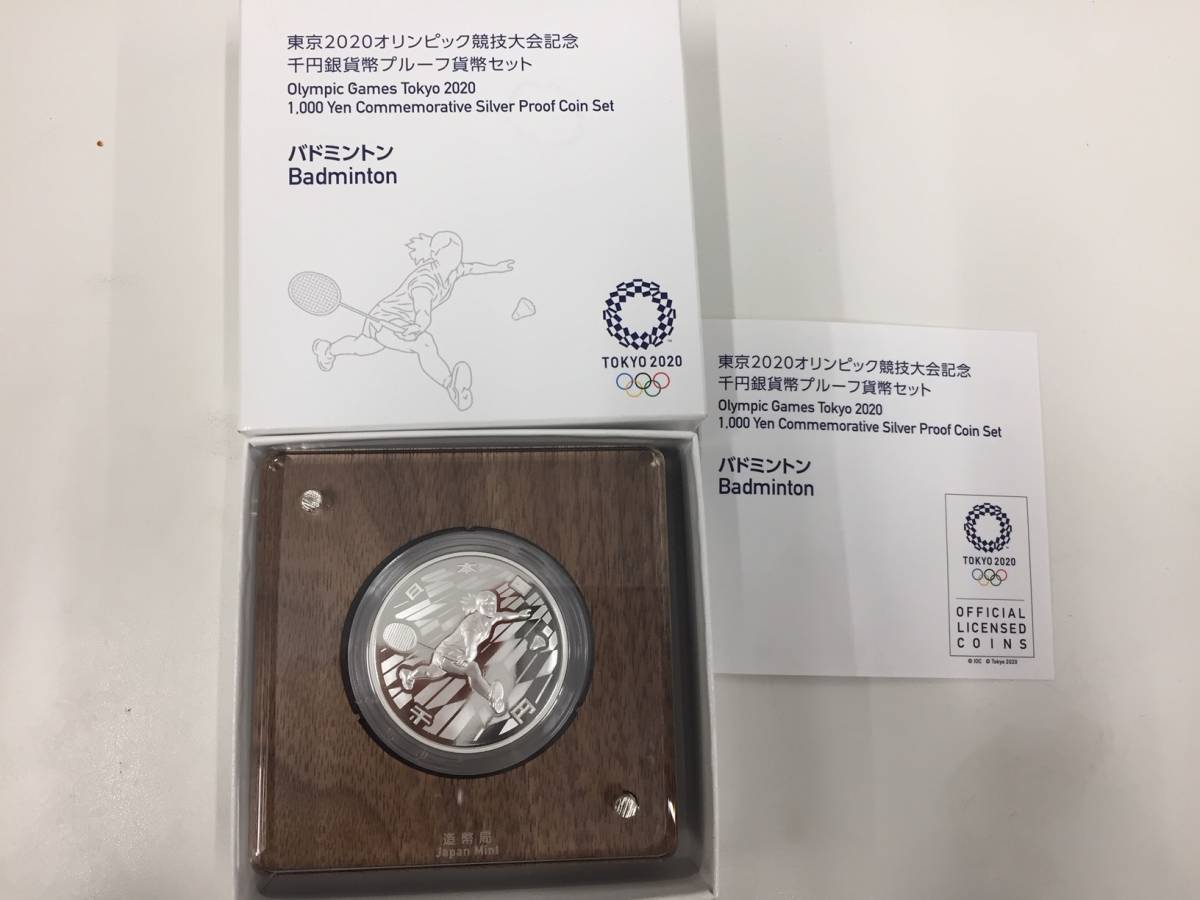 東京2020オリンピック競技大会記念
千円銀貨幣プルーフ貨幣セット
Olympic Games Tokyo 2020
1,000 Yen Commemorative Silver Proof Coin Set
バドミントン
Badminton
TOKYO 2020
東京2020オリンピック競技大会記念
千円銀貨幣プルーフ貨幣セット
Olympic Games Tokyo 2020
1,000 Yen Commemorative Silver Proof Coin Set
バドミントン
Badminton
TOKYO 2020
OFFICIAL
LICENSED
COINS
© IOC © Tokyo 2020
日本国
千円
造幣局
Japan Mint